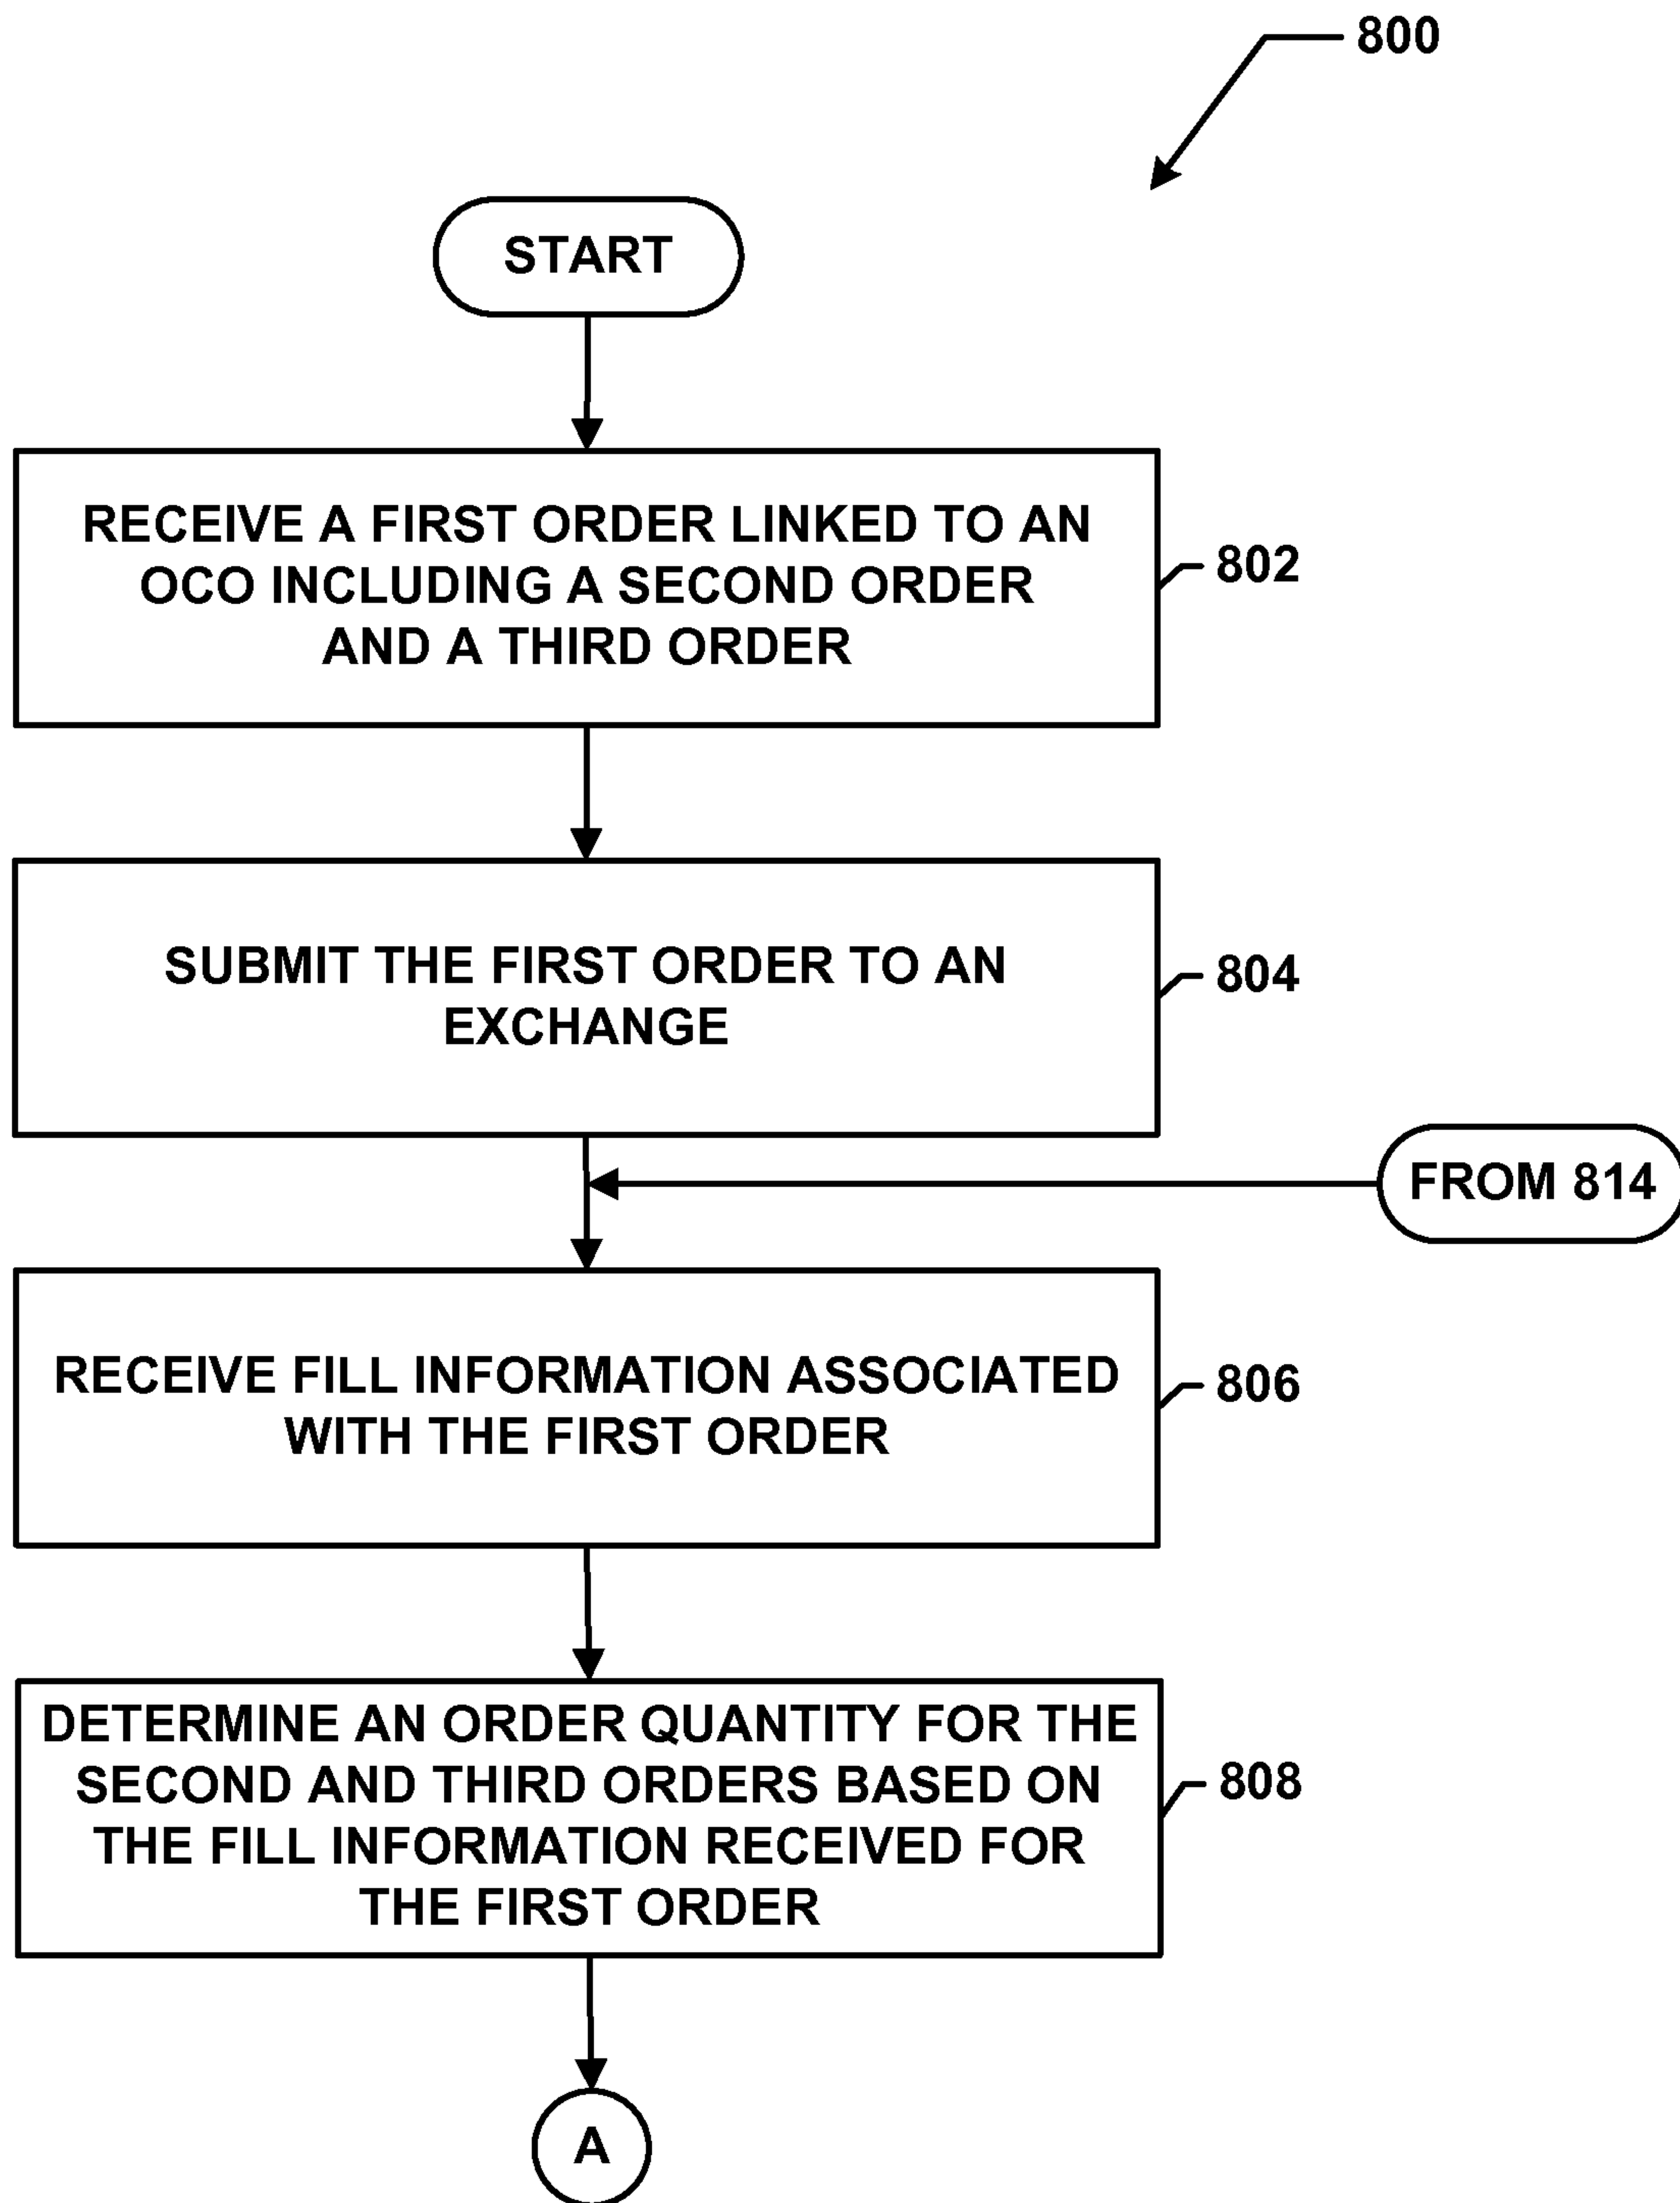 800
START
RECEIVE A FIRST ORDER LINKED TO AN
OCO INCLUDING A SECOND ORDER
AND A THIRD ORDER
802
SUBMIT THE FIRST ORDER TO AN
EXCHANGE
804
FROM 814
RECEIVE FILL INFORMATION ASSOCIATED
WITH THE FIRST ORDER
806
DETERMINE AN ORDER QUANTITY FOR THE
SECOND AND THIRD ORDERS BASED ON
THE FILL INFORMATION RECEIVED FOR
THE FIRST ORDER
808
A